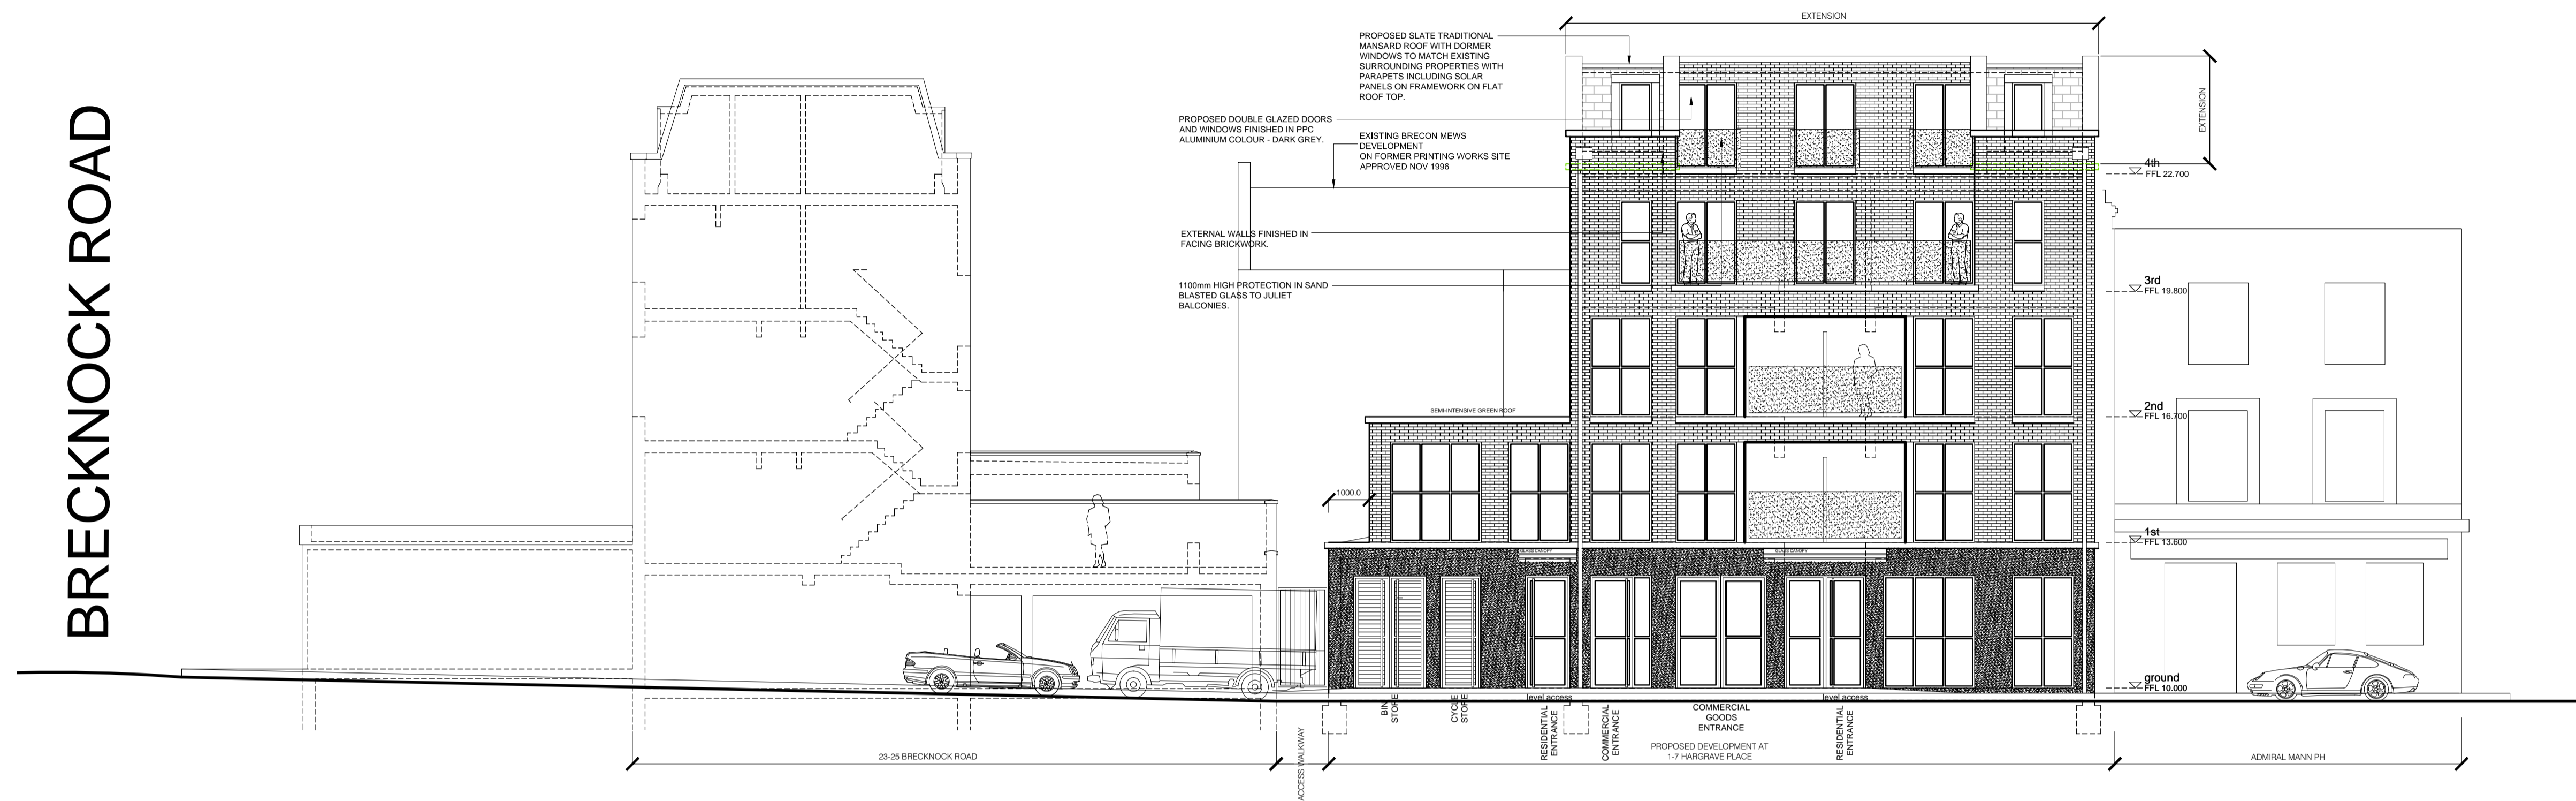 BRECKNOCK ROAD
EXTENSION
PROPOSED SLATE TRADITIONAL
MANSARD ROOF WITH DORMER
WINDOWS TO MATCH EXISTING
SURROUNDING PROPERTIES WITH
PARAPETS INCLUDING SOLAR
PANELS ON FRAMEWORK ON FLAT
ROOF TOP.
PROPOSED DOUBLE GLAZED DOORS
AND WINDOWS FINISHED IN PPC
ALUMINIUM COLOUR - DARK GREY.
EXISTING BRECON MEWS
DEVELOPMENT
ON FORMER PRINTING WORKS SITE
APPROVED NOV 1996
EXTERNAL WALLS FINISHED IN
FACING BRICKWORK.
1100mm HIGH PROTECTION IN SAND
BLASTED GLASS TO JULIET
BALCONIES.
EXTENSION
4th
FFL 22.700
3rd
FFL 19.800
2nd
FFL 16.700
1st
FFL 13.600
ground
FFL 10.000
SEMI-INTENSIVE GREEN ROOF
1000.0
GLASS CANOPY
GLASS CANOPY
level access
level access
BIN
STORE
CYCLE
STORE
RESIDENTIAL
ENTRANCE
COMMERCIAL
ENTRANCE
COMMERCIAL
GOODS
ENTRANCE
RESIDENTIAL
ENTRANCE
23-25 BRECKNOCK ROAD
ACCESS WALKWAY
PROPOSED DEVELOPMENT AT
1-7 HARGRAVE PLACE
ADMIRAL MANN PH